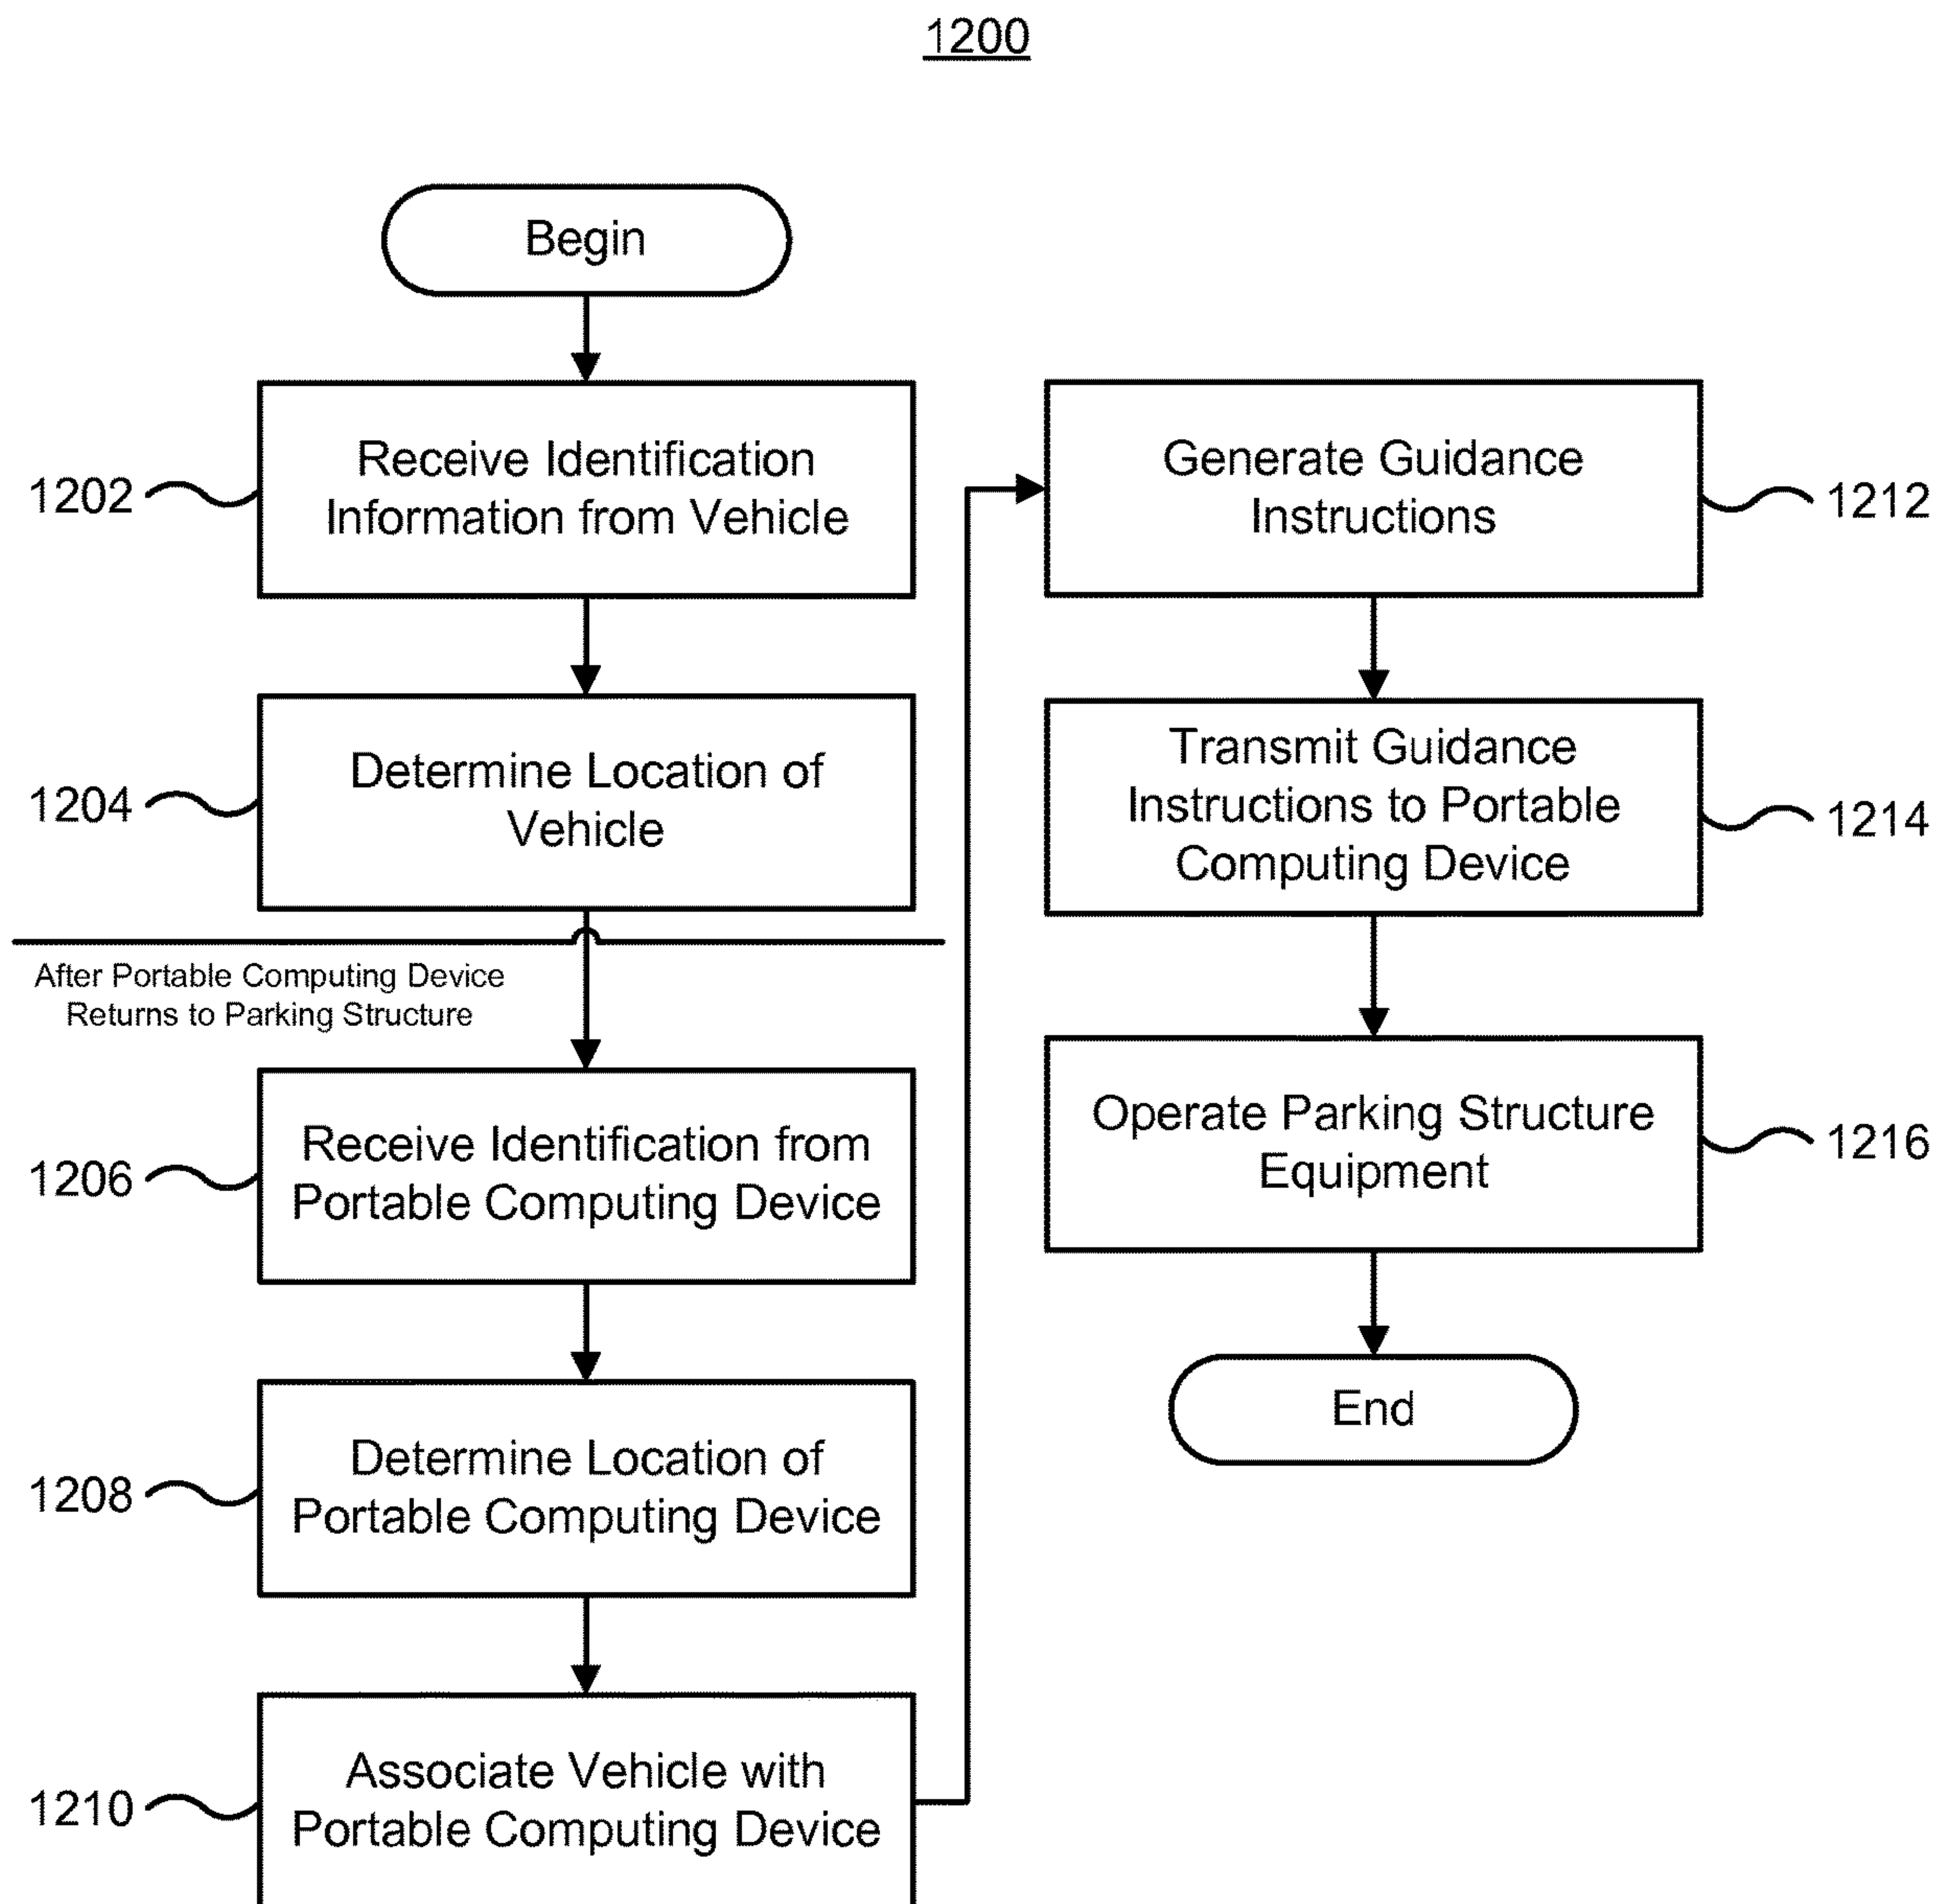 1200
Begin
1202
Receive Identification
Information from Vehicle
1204
Determine Location of
Vehicle
After Portable Computing Device
Returns to Parking Structure
1206
Receive Identification from
Portable Computing Device
1208
Determine Location of
Portable Computing Device
1210
Associate Vehicle with
Portable Computing Device
Generate Guidance
Instructions
1212
Transmit Guidance
Instructions to Portable
Computing Device
1214
Operate Parking Structure
Equipment
1216
End